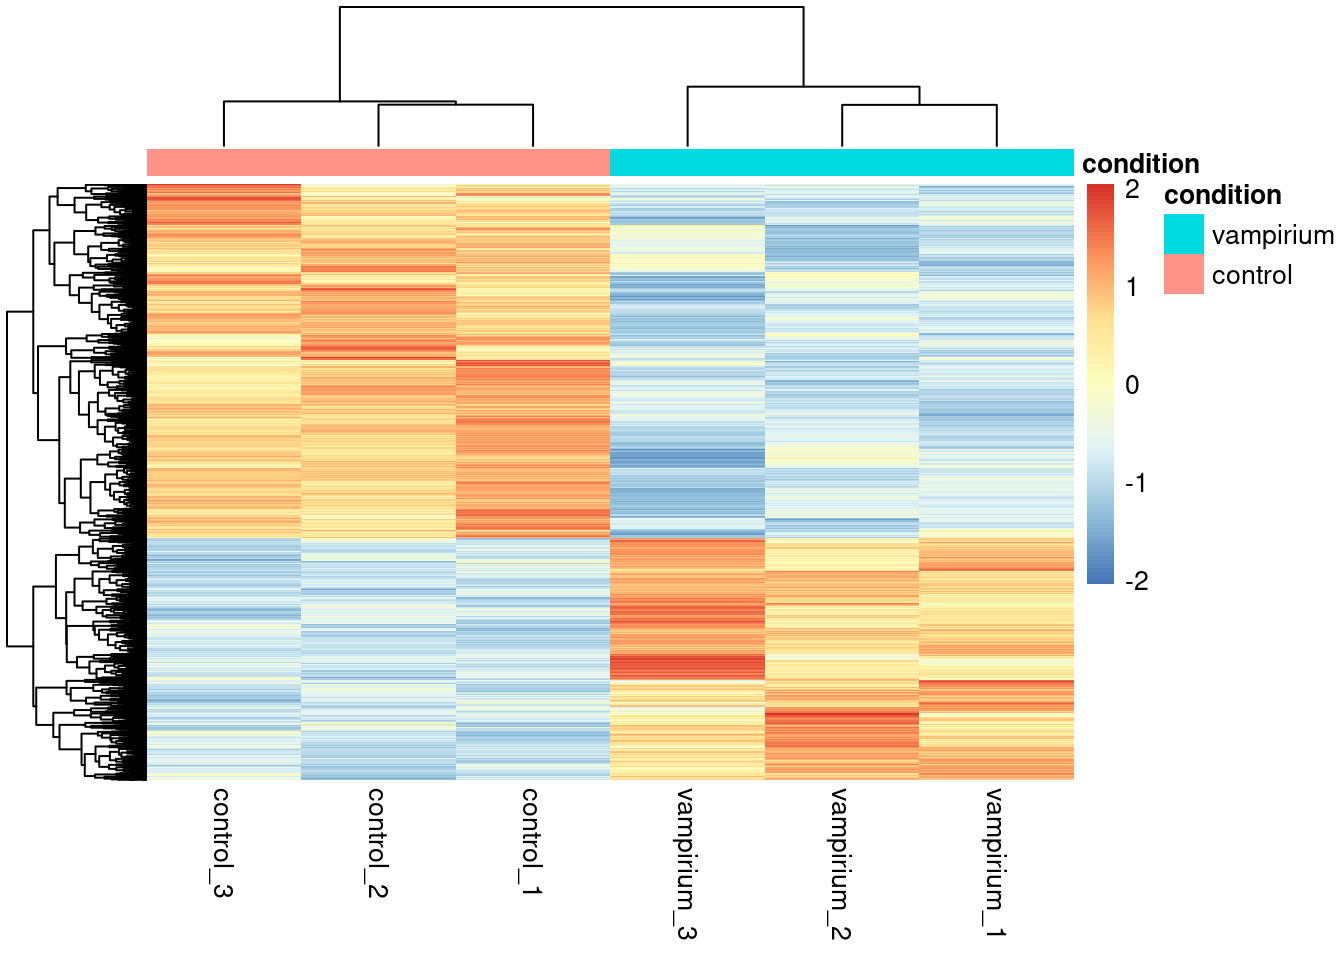 condition
2
1
0
-1
-2
condition
vampirium
control
control_3
control_2
control_1
vampirium_3
vampirium_2
vampirium_1